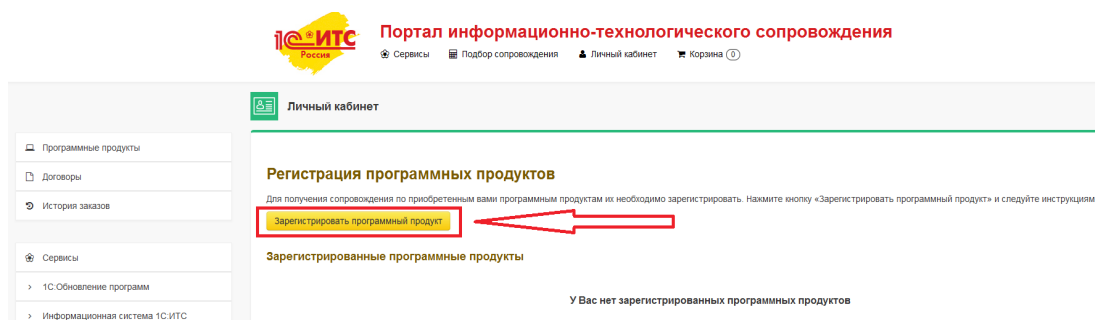 1С ИТС
Россия
Портал информационно-технологического сопровождения
Сервисы Подбор сопровождения Личный кабинет Корзина 0
Личный кабинет
Программные продукты
Договоры
История заказов
Сервисы
1С:Обновление программ
Информационная система 1С:ИТС
Регистрация программных продуктов
Для получения сопровождения по приобретенным вами программным продуктам их необходимо зарегистрировать. Нажмите кнопку «Зарегистрировать программный продукт» и следуйте инструкциям
Зарегистрировать программный продукт
Зарегистрированные программные продукты
У Вас нет зарегистрированных программных продуктов